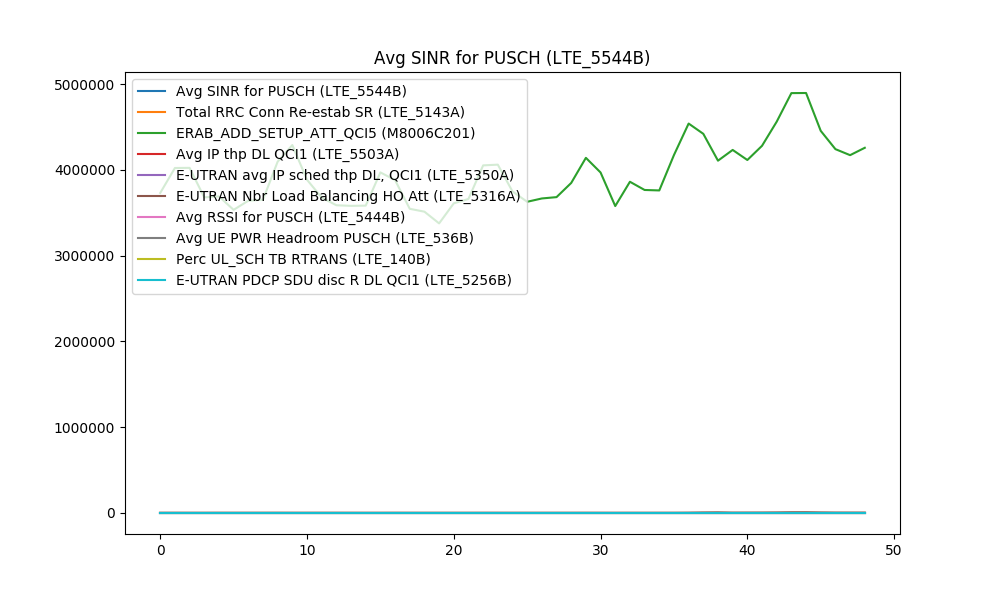 Avg SINR for PUSCH (LTE_5544B)
5000000
4000000
3000000
2000000
1000000
0
Avg SINR for PUSCH (LTE_5544B)
Total RRC Conn Re-estab SR (LTE_5143A)
ERAB_ADD_SETUP_ATT_QCI5 (M8006C201)
Avg IP thp DL QCI1 (LTE_5503A)
E-UTRAN avg IP sched thp DL, QCI1 (LTE_5350A)
E-UTRAN Nbr Load Balancing HO Att (LTE_5316A)
Avg RSSI for PUSCH (LTE_5444B)
Avg UE PWR Headroom PUSCH (LTE_536B)
Perc UL_SCH TB RTRANS (LTE_140B)
E-UTRAN PDCP SDU disc R DL QCI1 (LTE_5256B)
0 10 20 30 40 50